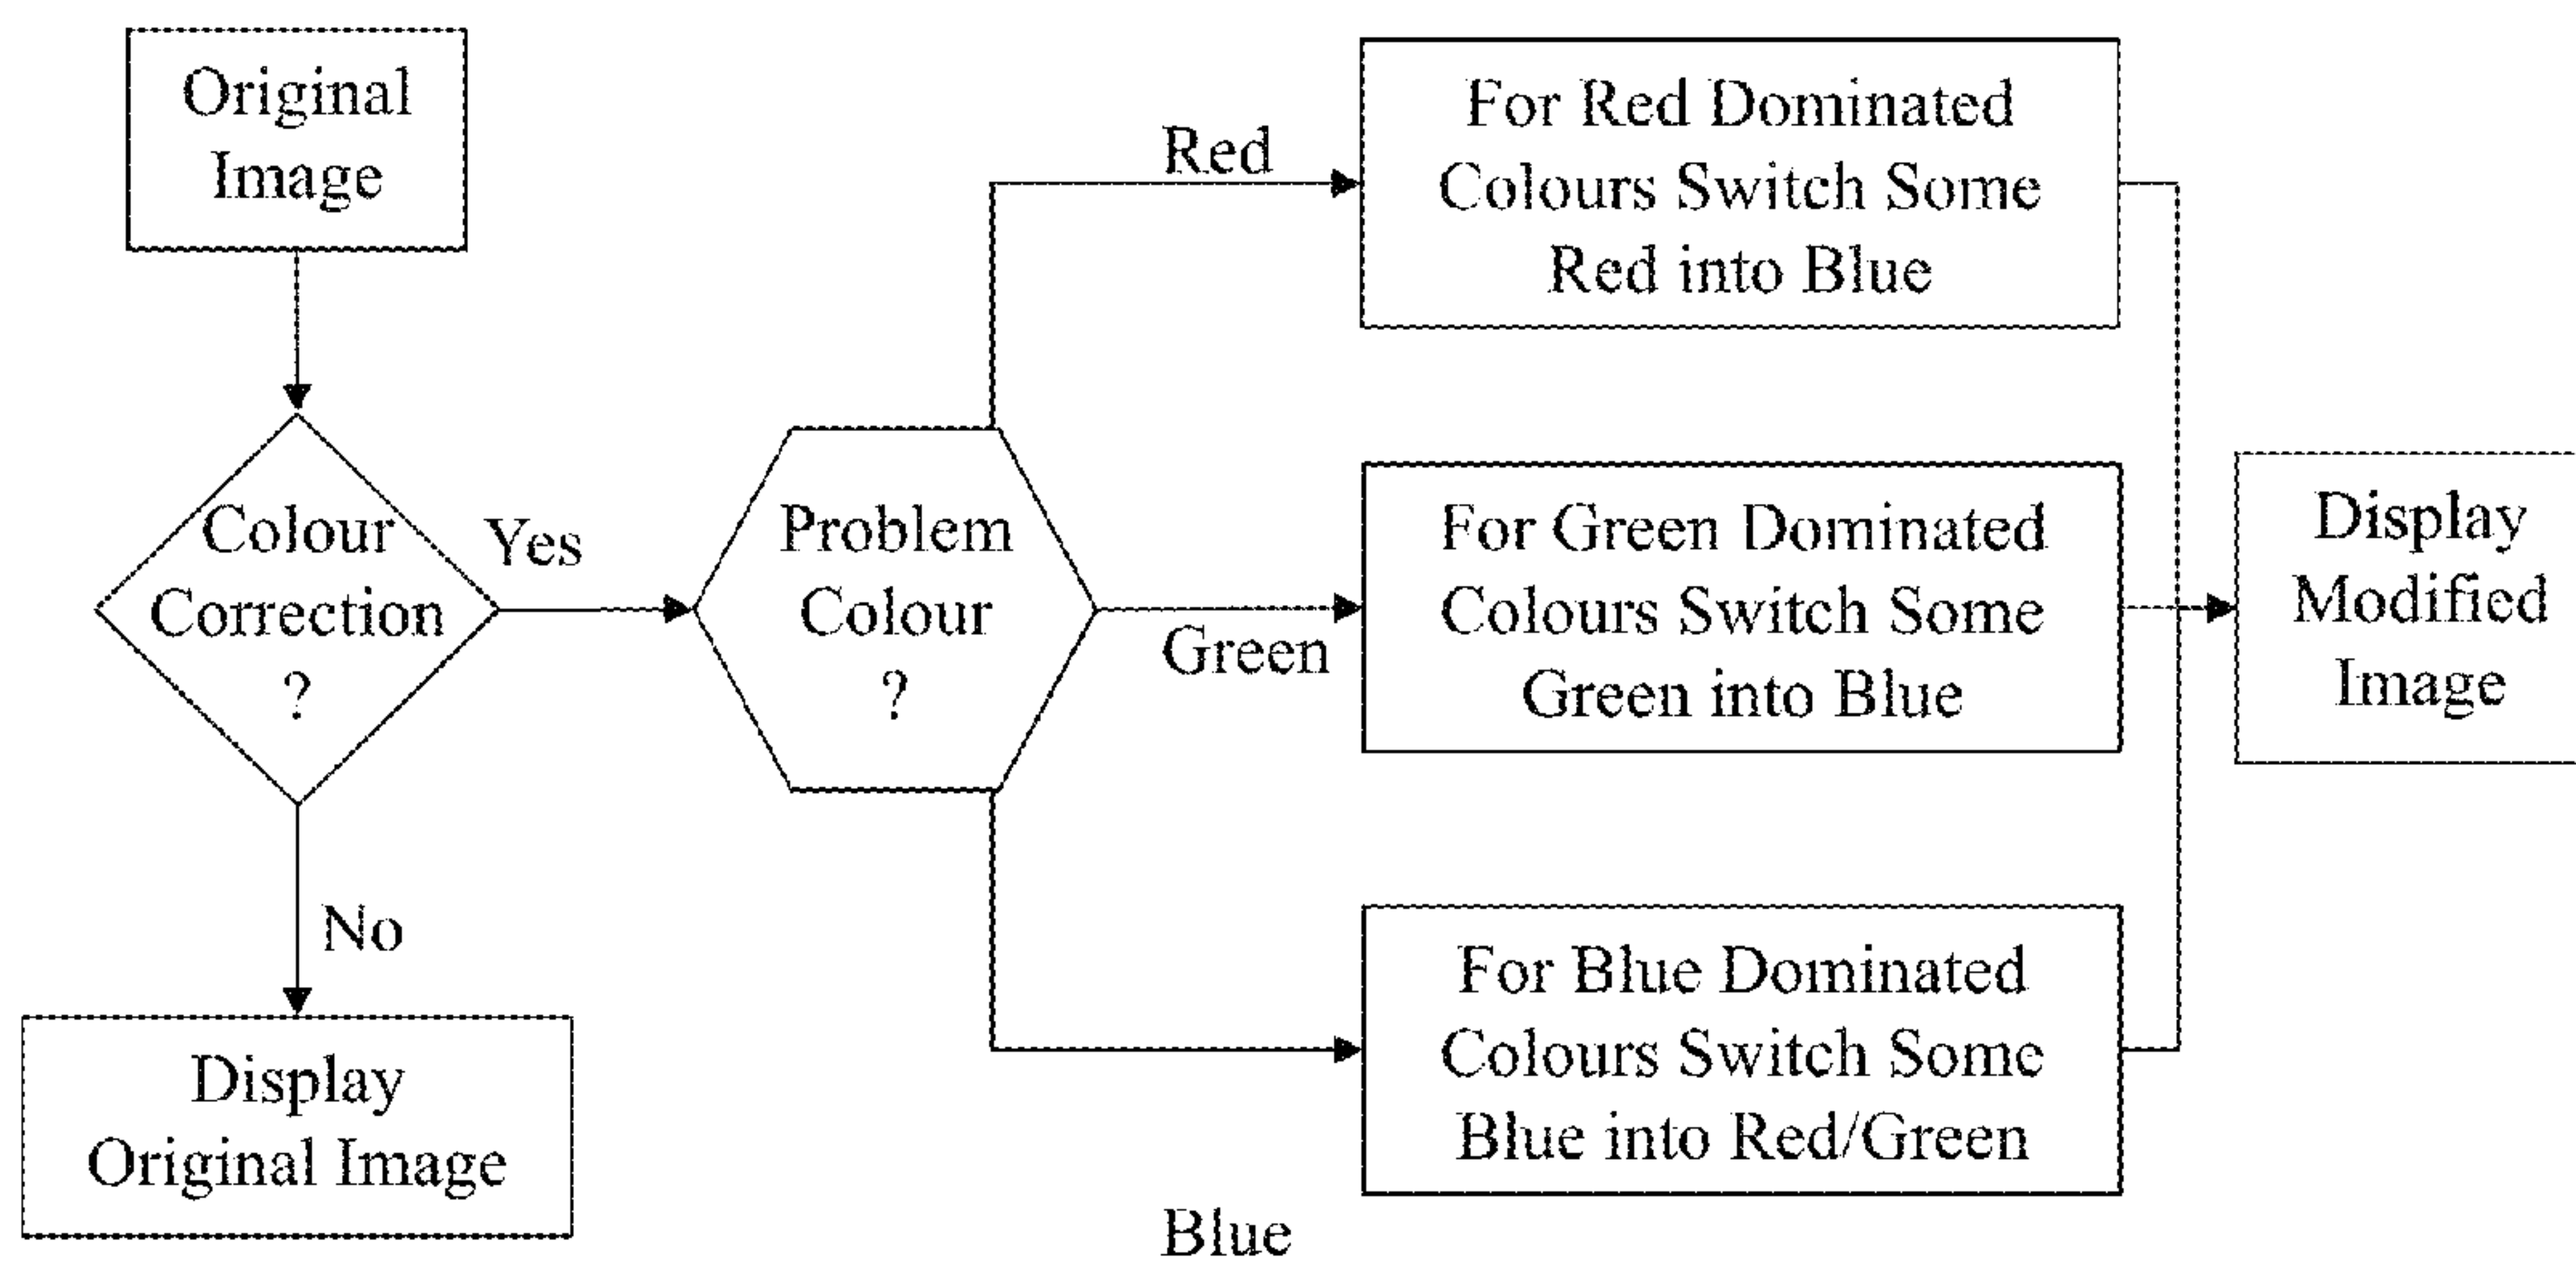 Original
Image
Colour
Correction
?
Yes
No
Display
Original Image
Problem
Colour
?
Red
For Red Dominated
Colours Switch Some
Red into Blue
Green
For Green Dominated
Colours Switch Some
Green into Blue
Blue
For Blue Dominated
Colours Switch Some
Blue into Red/Green
Display
Modified
Image